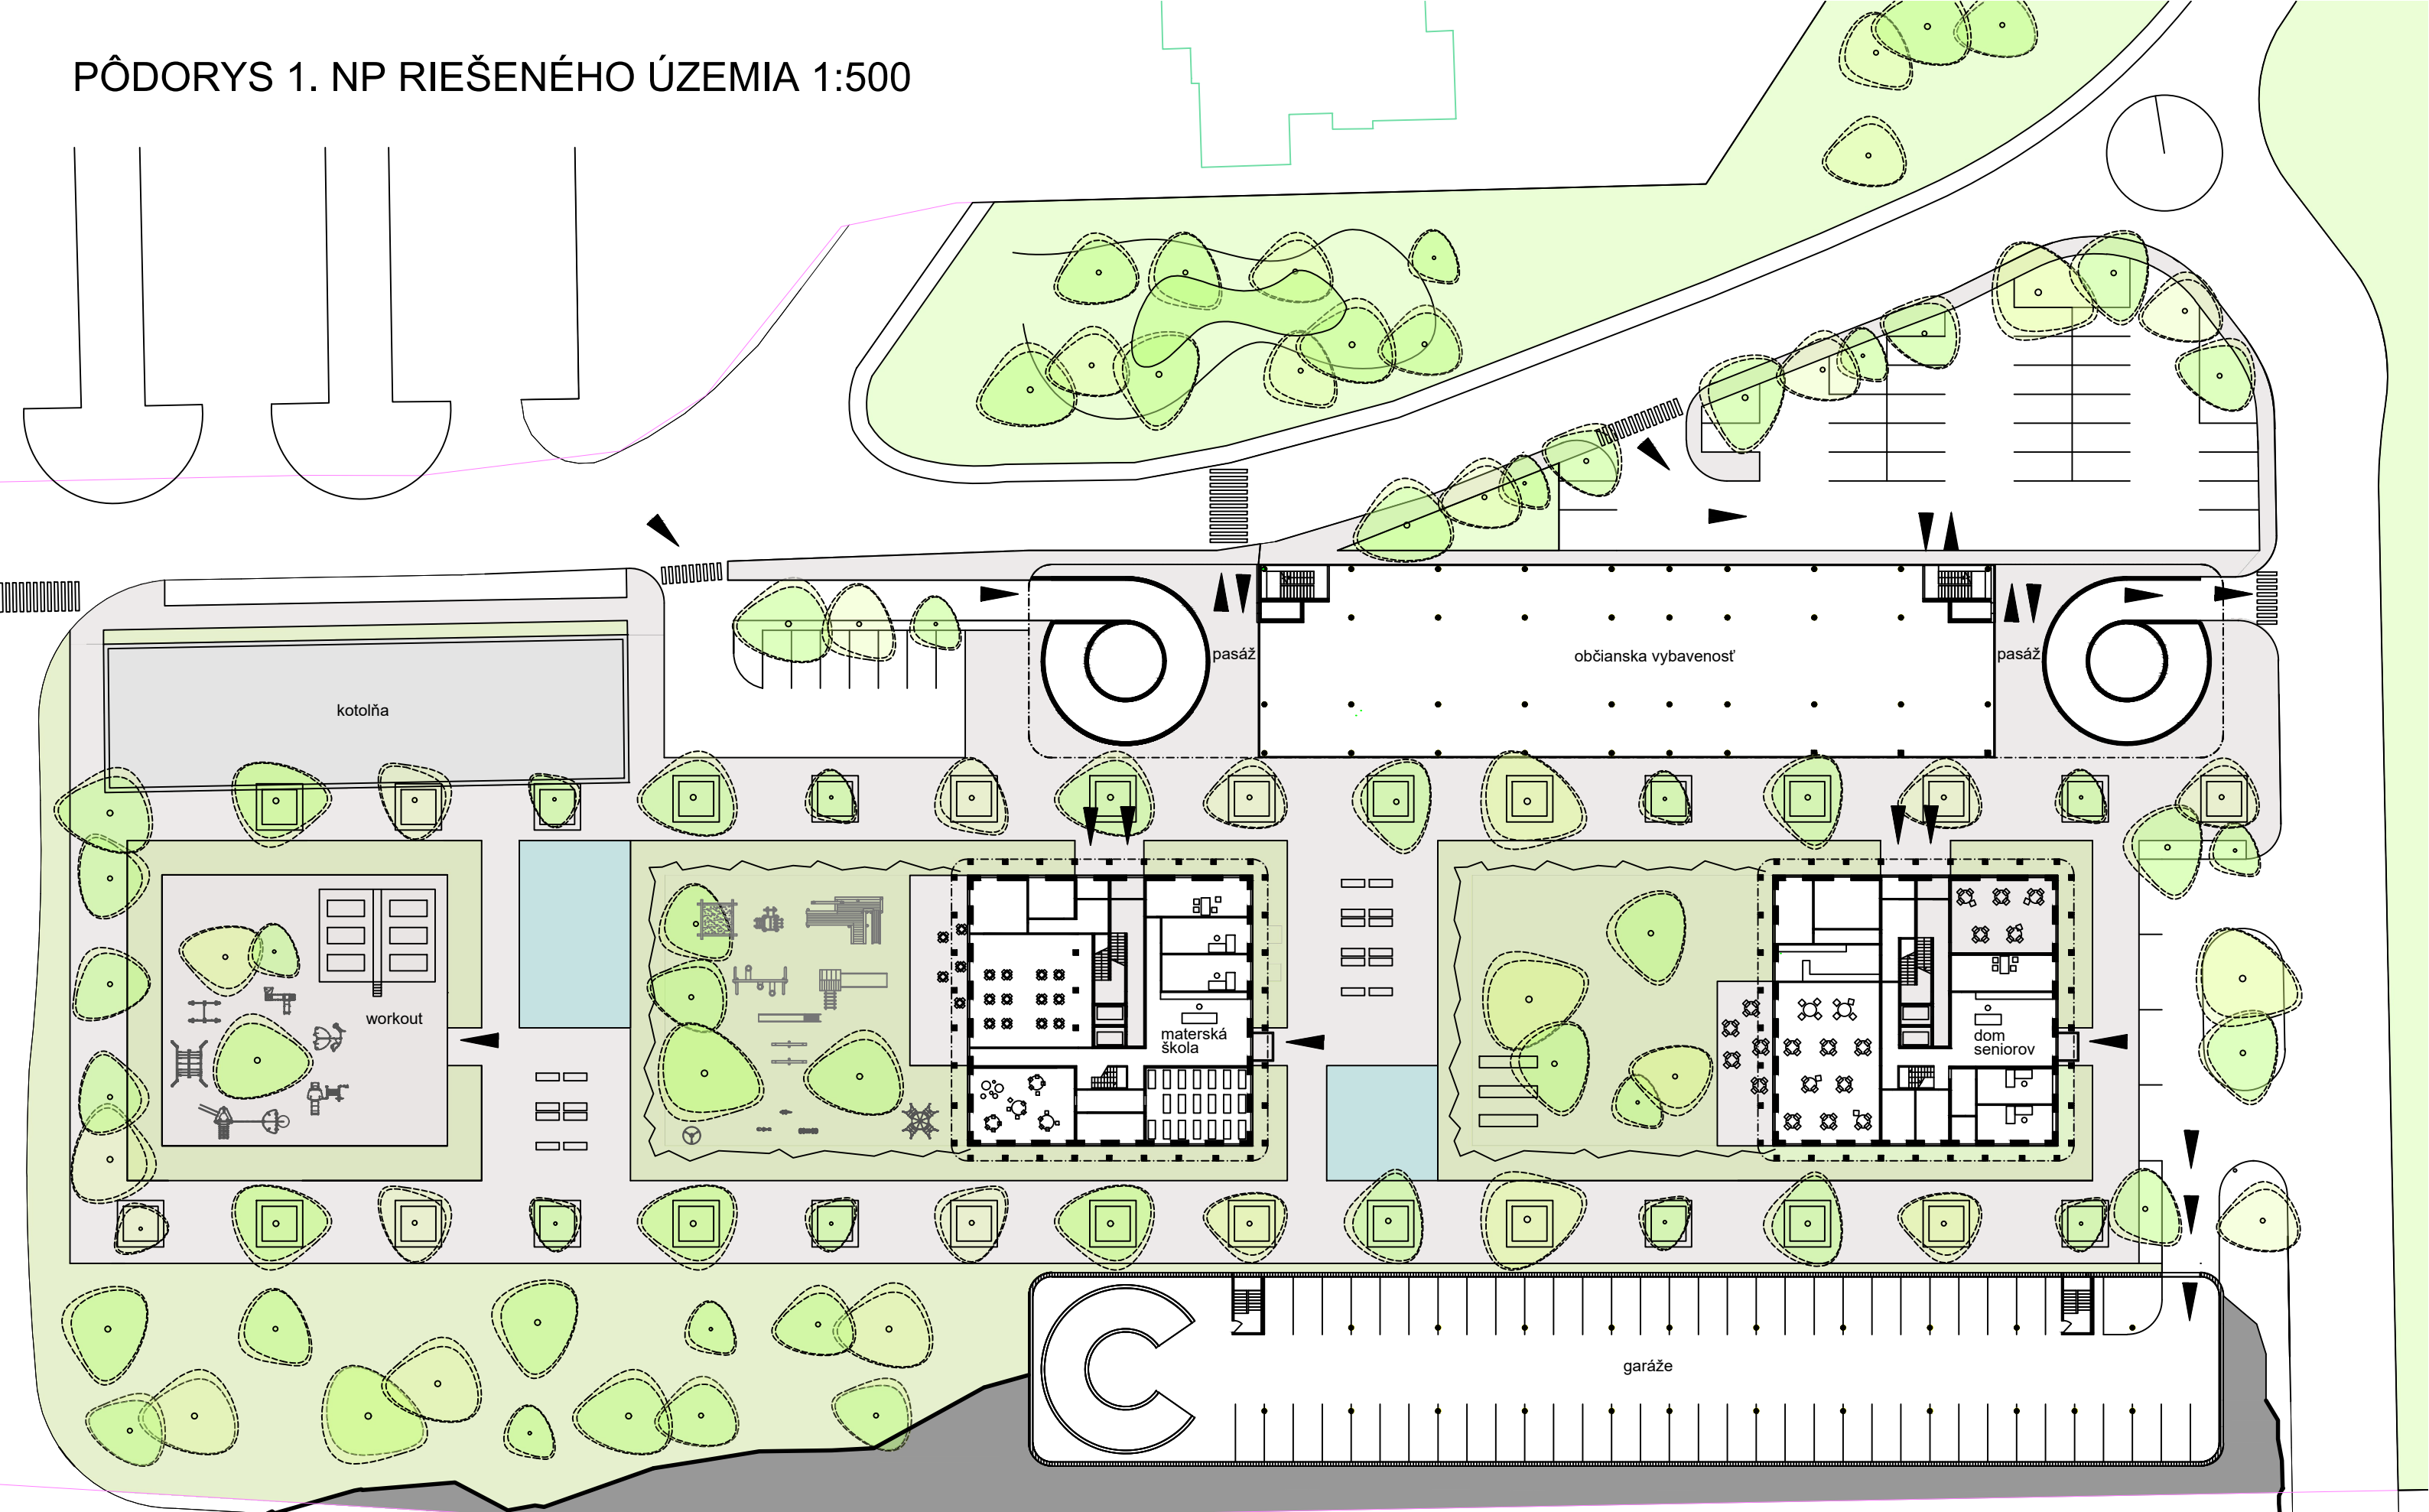 PÔDORYS 1. NP RIEŠENÉHO ÚZEMIA 1:500
pasáž
občianska vybavenosť
pasáž
kotolňa
workout
materská
škola
dom
seniorov
garáže